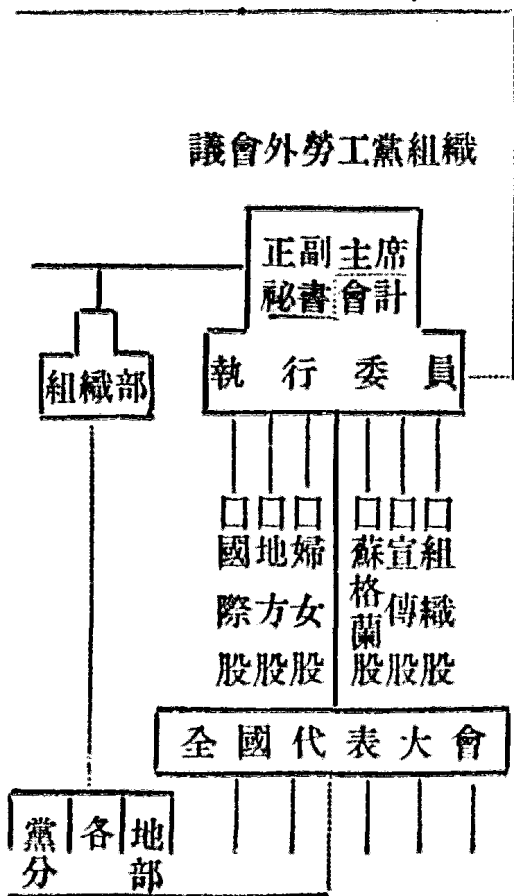 議會外勞工黨組織
正副主席
祕書會計
執行委員
組織部
國際股
地方股
婦女股
蘇格蘭股
宣傳股
組織股
全國代表大會
黨各地
分部